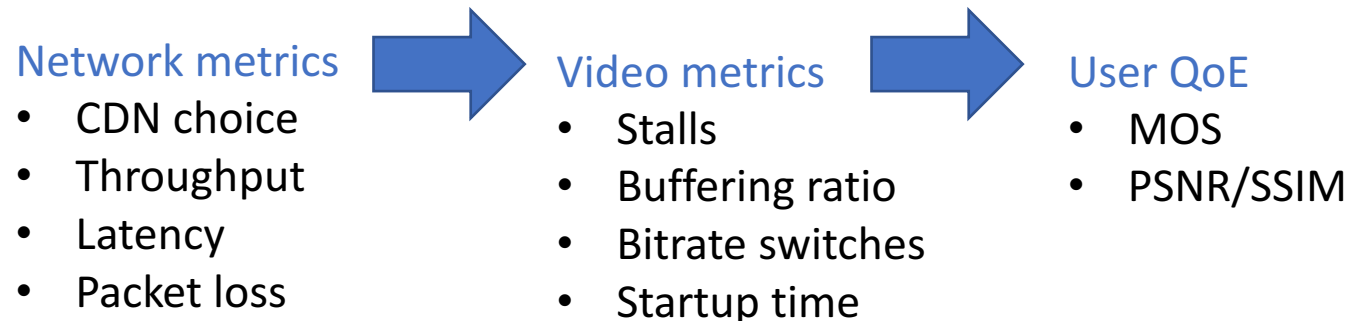 Network metrics
• CDN choice
• Throughput
• Latency
• Packet loss
Video metrics
• Stalls
• Buffering ratio
• Bitrate switches
• Startup time
User QoE
• MOS
• PSNR/SSIM